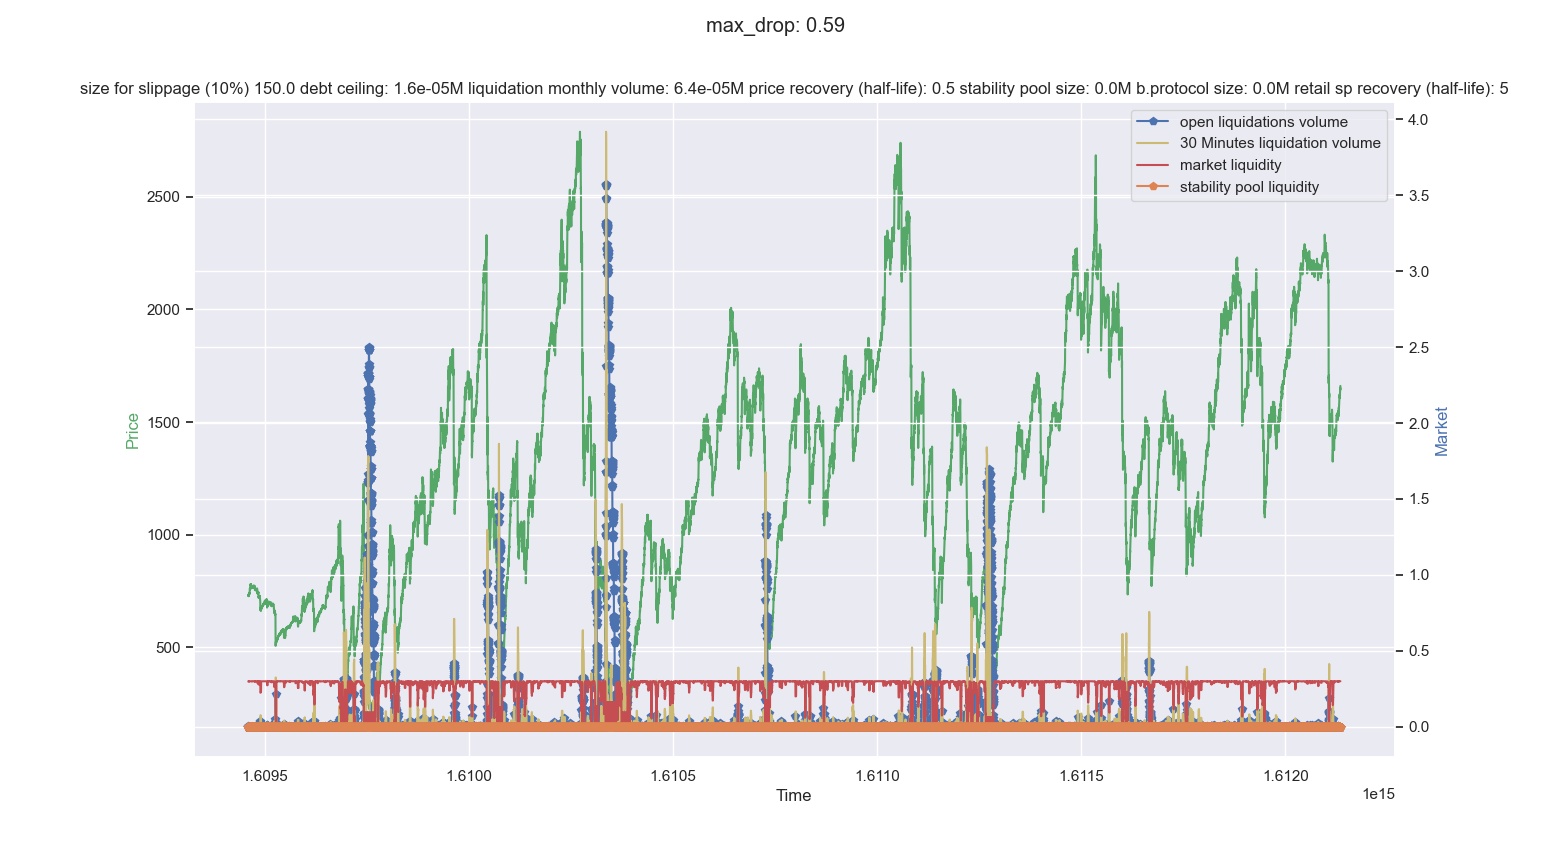 max_drop: 0.59
size for slippage (10%) 150.0 debt ceiling: 1.6e-05M liquidation monthly volume: 6.4e-05M price recovery (half-life): 0.5 stability pool size: 0.0M b.protocol size: 0.0M retail sp recovery (half-life): 5
open liquidations volume
30 Minutes liquidation volume
market liquidity
stability pool liquidity
2500
2000
1500
1000
500
Price
4.0
3.5
3.0
2.5
2.0
1.5
1.0
0.5
0.0
Market
1.6095 1.6100 1.6105 1.6110 1.6115 1.6120
1e15
Time